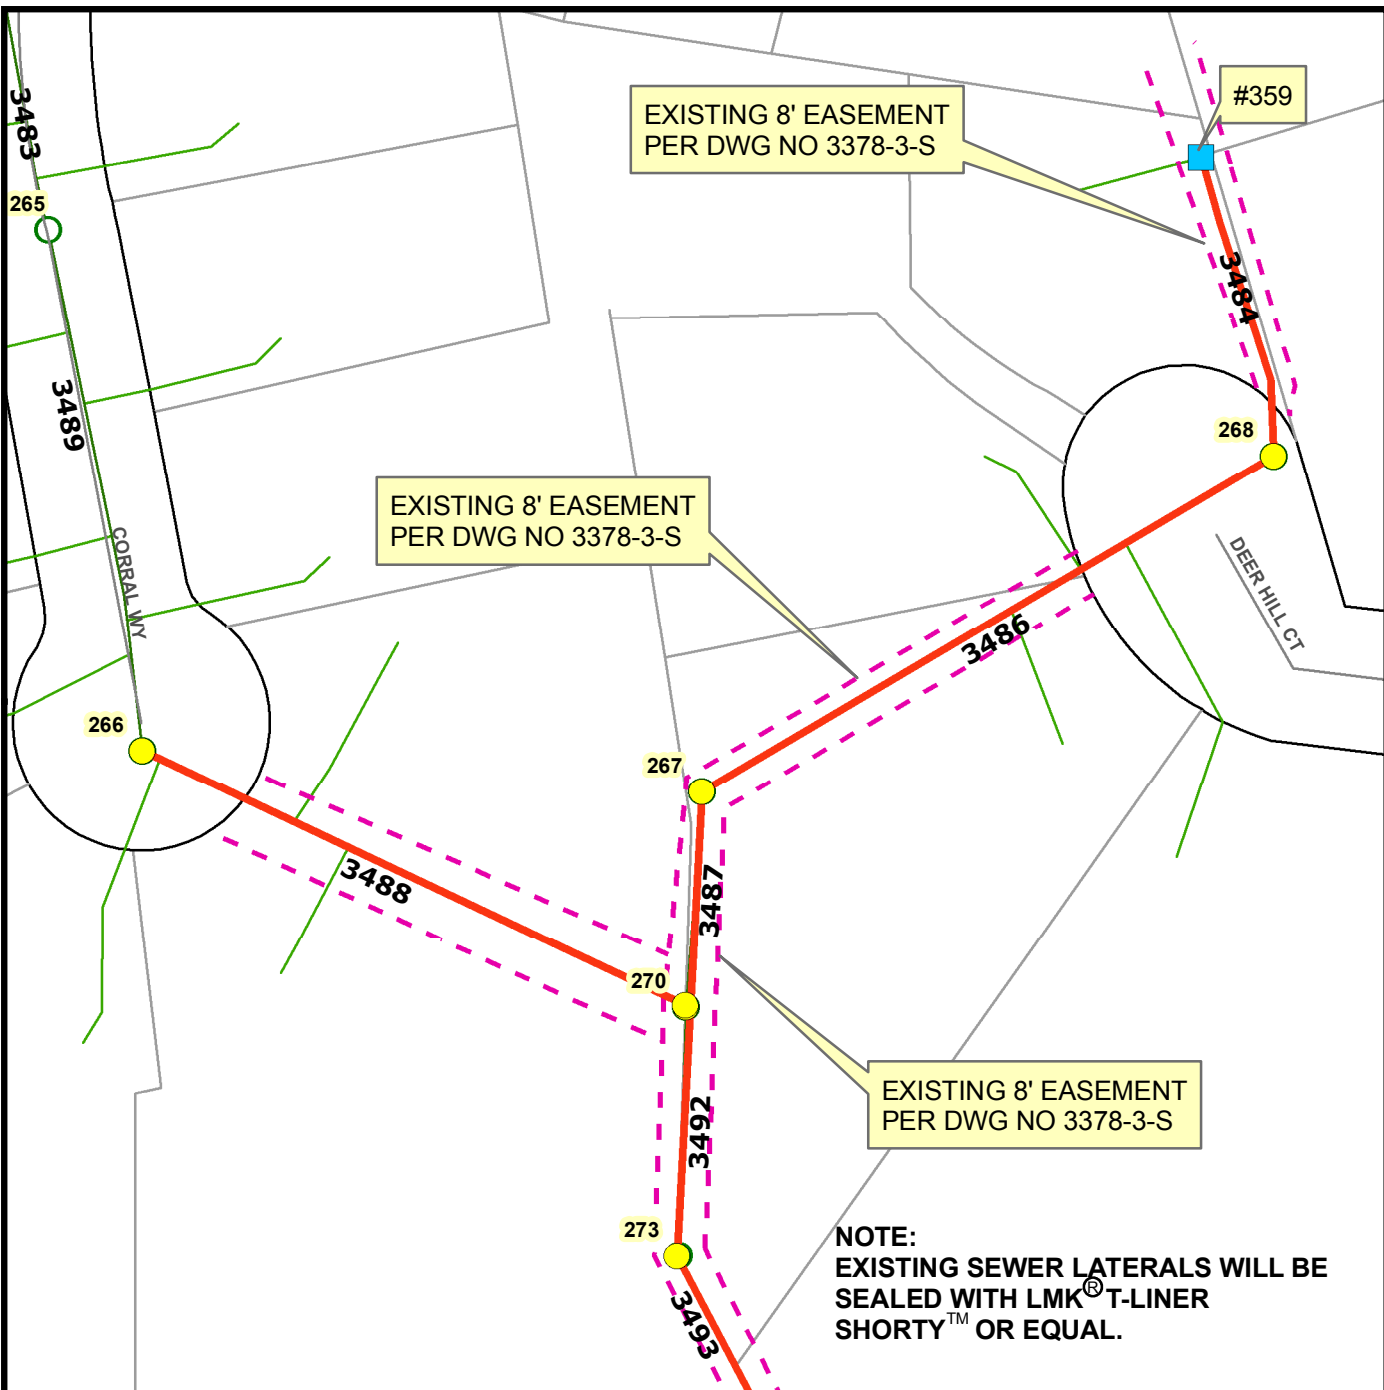 3483
EXISTING 8' EASEMENT
PER DWG NO 3378-3-S
#359
265
3484
3489
268
EXISTING 8' EASEMENT
PER DWG NO 3378-3-S
CORRAL WY
DEER HILL CT
3486
266
267
3488
3487
270
EXISTING 8' EASEMENT
PER DWG NO 3378-3-S
3492
273
3493
NOTE:
EXISTING SEWER LATERALS WILL BE
SEALED WITH LMK® T-LINER
SHORTY™ OR EQUAL.